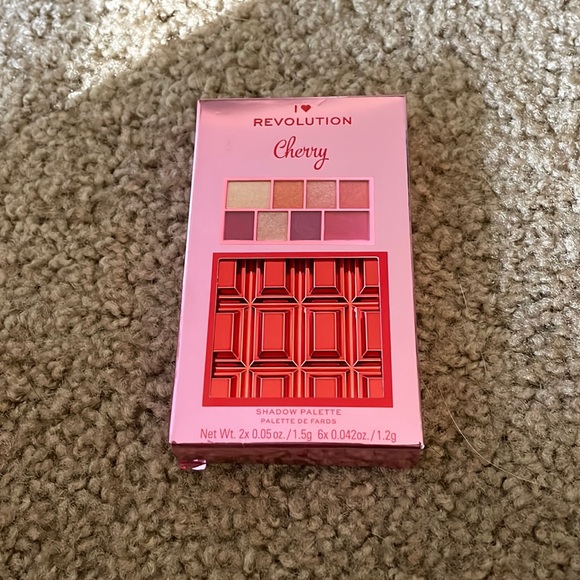 I ♥
REVOLUTION
Cherry
SHADOW PALETTE
PALETTE DE FARDS
Net Wt. 2x 0.05 oz. / 1.5g 6x 0.042oz. / 1.2g